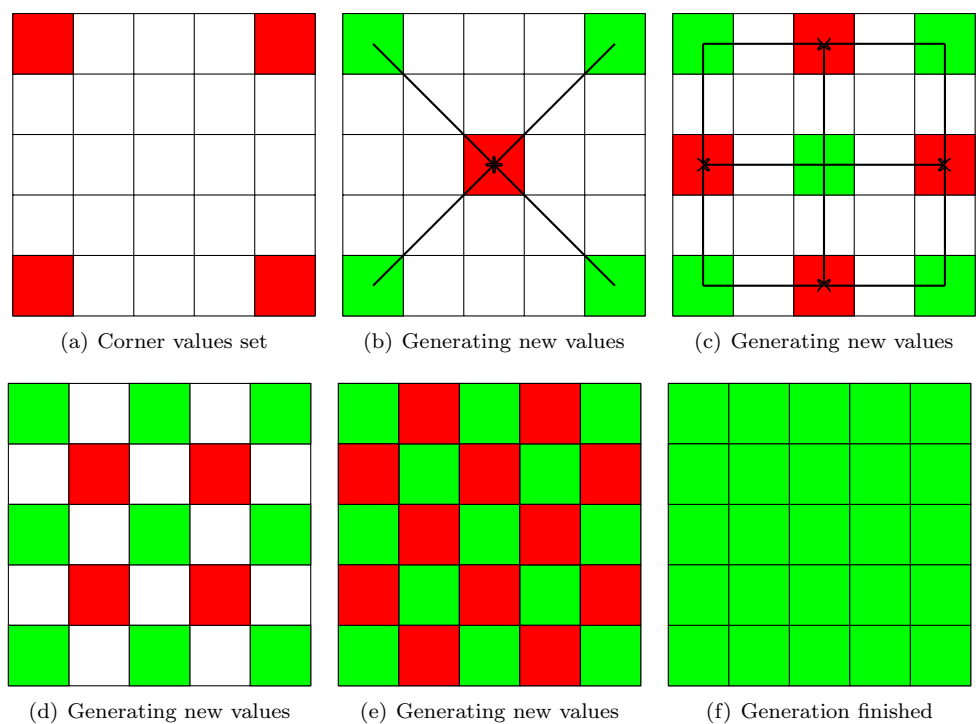 (a) Corner values set
(b) Generating new values
(c) Generating new values
(d) Generating new values
(e) Generating new values
(f) Generation finished